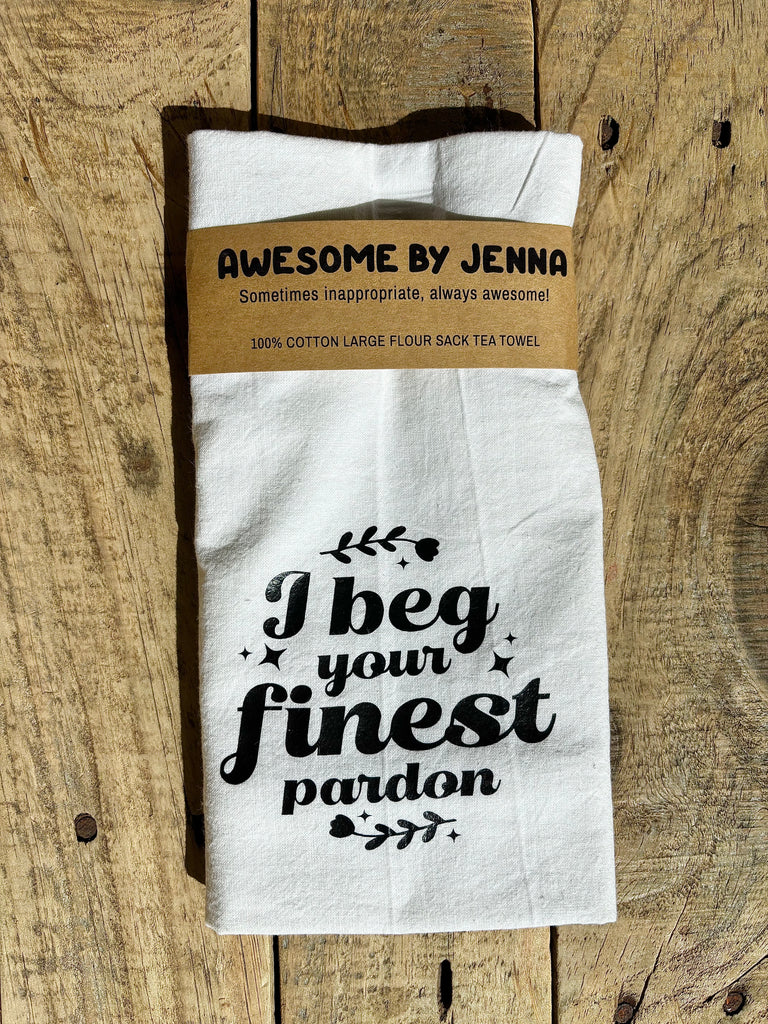 AWESOME BY JENNA
Sometimes inappropriate, always awesome!
100% COTTON LARGE FLOUR SACK TEA TOWEL
I beg
your
finest
pardon